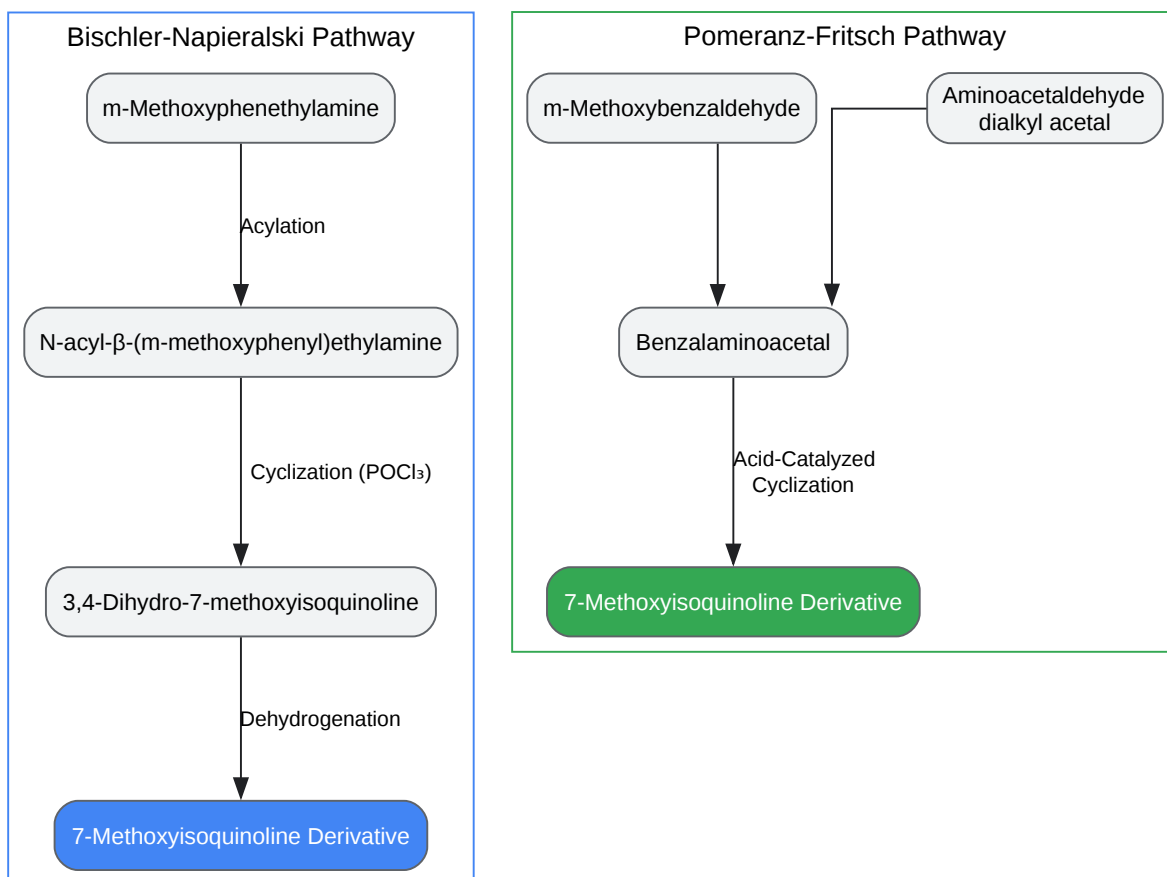 Bischler-Napieralski Pathway
m-Methoxyphenethylamine
Acylation
N-acyl-β-(m-methoxyphenyl)ethylamine
Cyclization (POCl₃)
3,4-Dihydro-7-methoxyisoquinoline
Dehydrogenation
7-Methoxyisoquinoline Derivative
Pomeranz-Fritsch Pathway
m-Methoxybenzaldehyde
Aminoacetaldehyde
dialkyl acetal
Benzalaminoacetal
Acid-Catalyzed
Cyclization
7-Methoxyisoquinoline Derivative